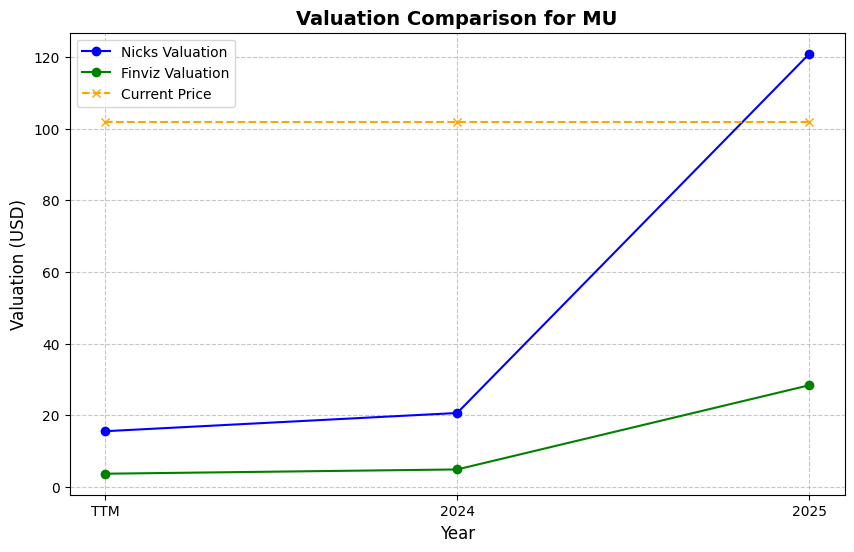 Valuation Comparison for MU
Nicks Valuation
Finviz Valuation
Current Price
Valuation (USD)
120
100
80
60
40
20
0
TTM
2024
2025
Year